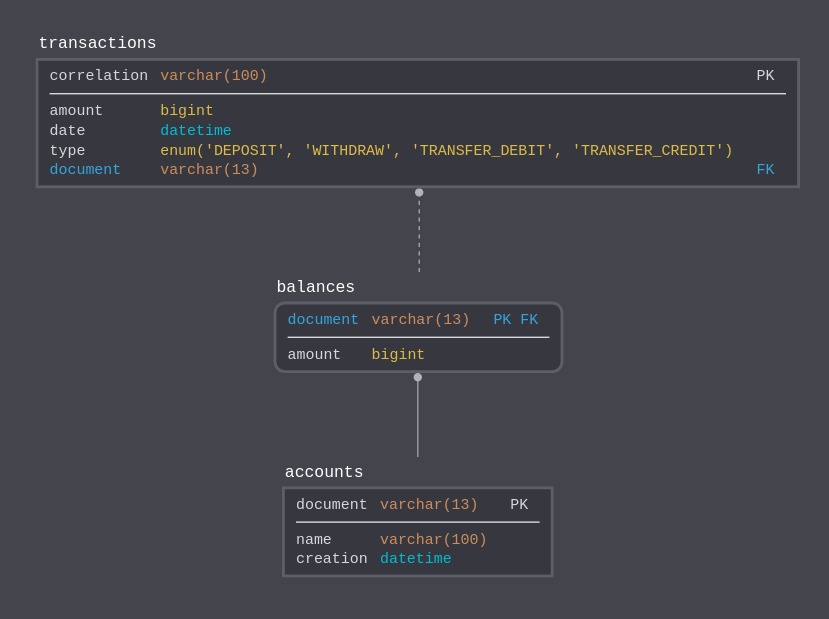 transactions
correlation varchar(100) PK
amount bigint
date datetime
type enum('DEPOSIT', 'WITHDRAW', 'TRANSFER_DEBIT', 'TRANSFER_CREDIT')
document varchar(13) FK
balances
document varchar(13) PK FK
amount bigint
accounts
document varchar(13) PK
name varchar(100)
creation datetime